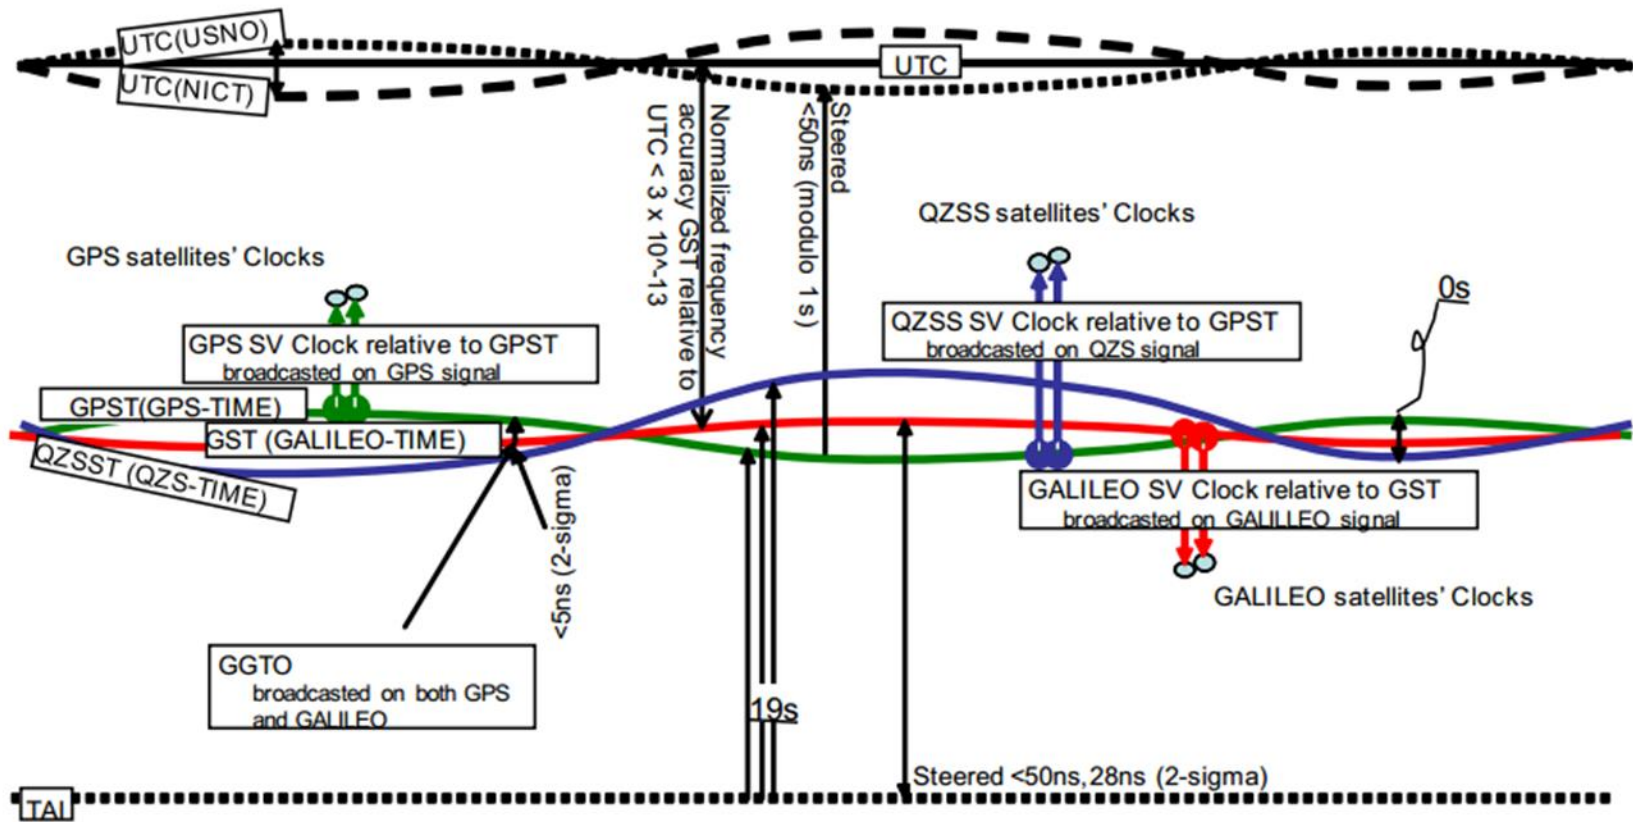 UTC(USNO)
UTC(NICT)
UTC
Normalized frequency
accuracy GST relative to
UTC < 3 x 10^-13
Steered
<50ns (modulo 1 s)
QZSS satellites' Clocks
GPS satellites' Clocks
0s
GPS SV Clock relative to GPST
broadcasted on GPS signal
QZSS SV Clock relative to GPST
broadcasted on QZS signal
GPST(GPS-TIME)
GST (GALILEO-TIME)
QZSST (QZS-TIME)
GALILEO SV Clock relative to GST
broadcasted on GALILLEO signal
<5ns (2-sigma)
GALILEO satellites' Clocks
GGTO
broadcasted on both GPS
and GALILEO
19s
Steered <50ns,28ns (2-sigma)
TAI